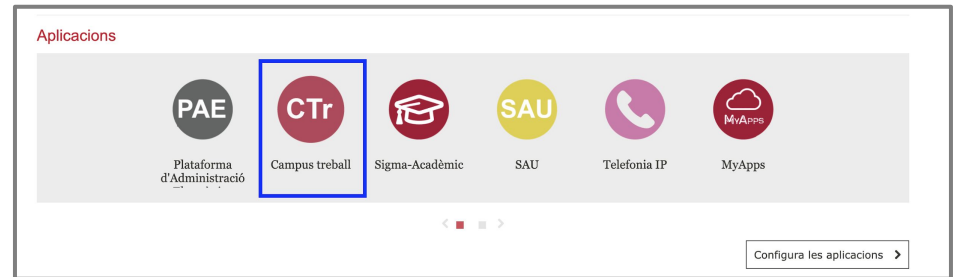 Aplicacions
PAE
CTr
SAU
MyApps
Plataforma
d'Administració
Campus treball
Sigma-Acadèmic
SAU
Telefonia IP
MyApps
Configura les aplicacions